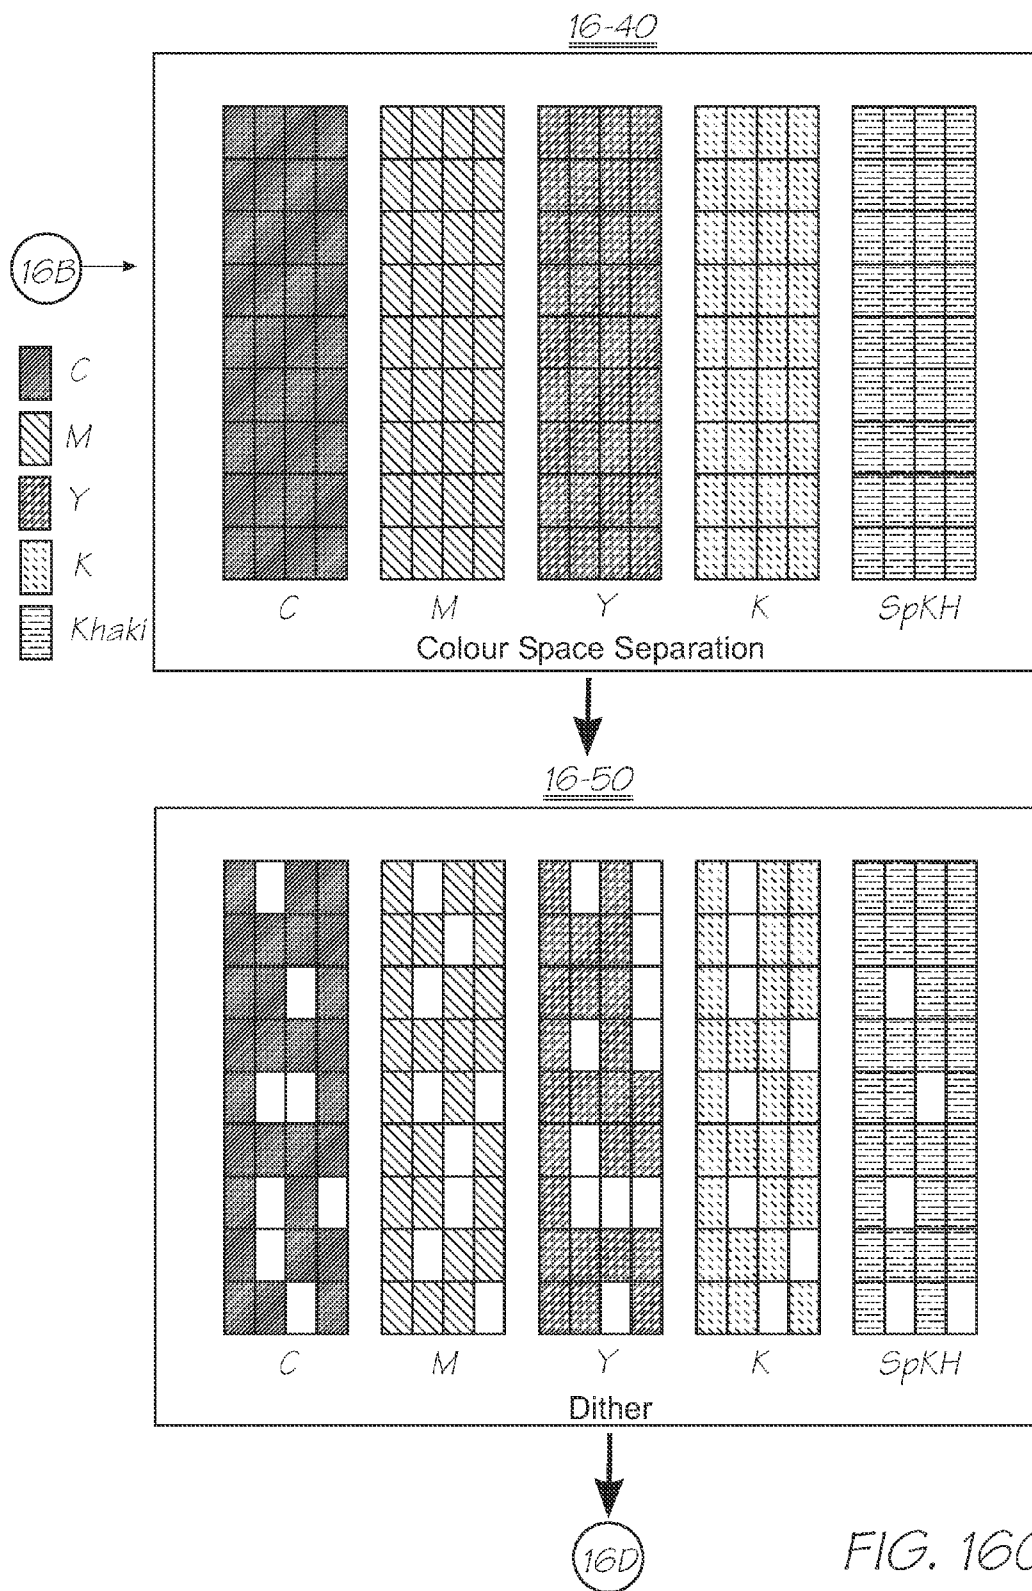 16-40
16B
C
M
Y
K
Khaki
C M Y K SpKH
Colour Space Separation
16-50
C M Y K SpKH
Dither
16D
FIG. 16C